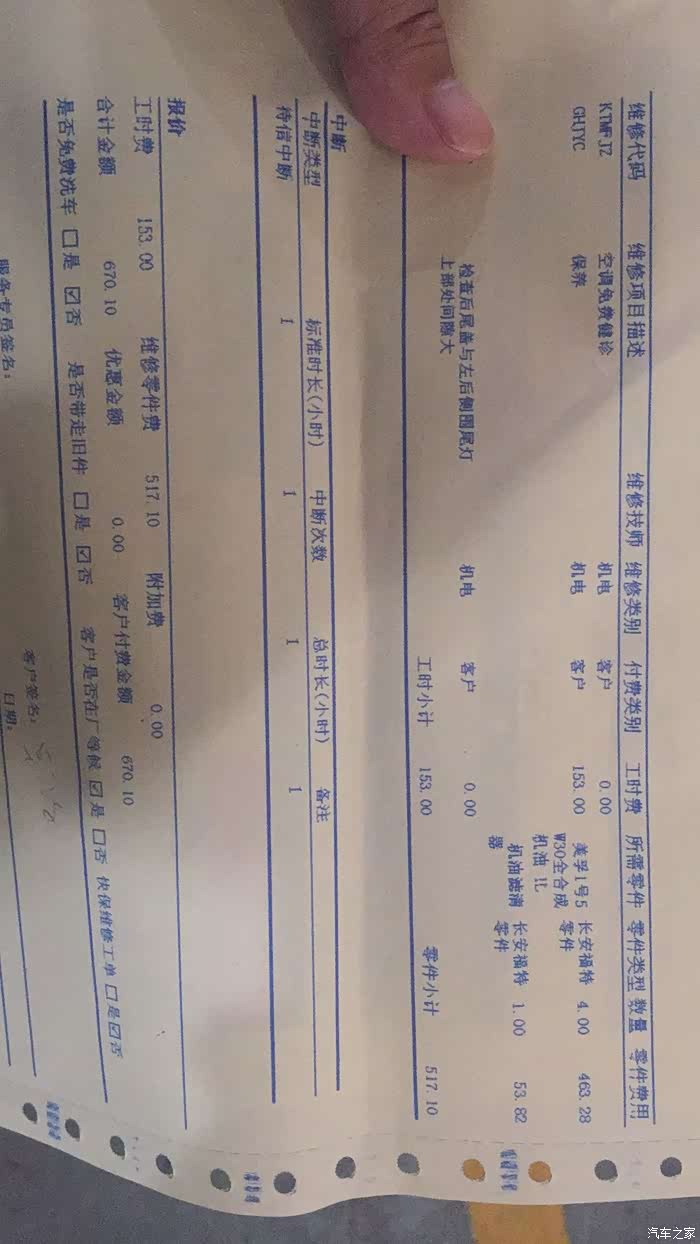 维修代码 维修项目描述 维修技师 维修类别 付费类别 工时费 所需零件 零件类型 数量 零件费用
KTMFJZ 空调免费健诊 机电 客户 0.00
GHJYC 保养 机电 客户 153.00 美孚1号5 长安福特 4.00 463.28
W30全合成 零件
机油 1L
机油滤清 长安福特 1.00 53.82
器 零件
检查后尾盖与左后侧围尾灯 机电 客户 0.00
上部处间隙大
工时小计 153.00 零件小计 517.10
中断
中断类型 标准时长(小时) 中断次数 总时长(小时) 备注
待信中断 1 1 1 1
报价
工时费 153.00 维修零件费 517.10 附加费 0.00
合计金额 670.10 优惠金额 0.00 客户付费金额 670.10
是否免费洗车 □是 ☑否 是否带走旧件 □是 ☑否 客户是否在厂等候 ☑是 □否 快保维修工单 □是☑否
服务专员签名: 客户签名:
日期:
汽车之家